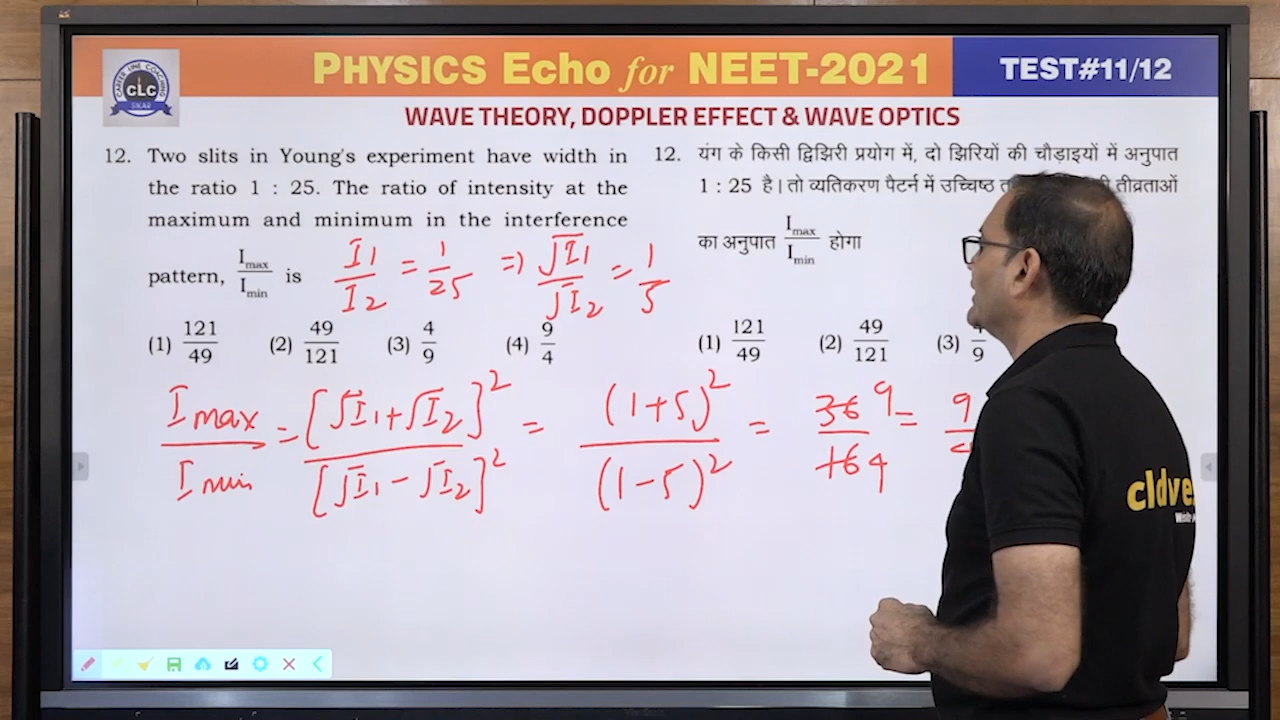 CAREER LINE COACHING
CLC
SIKAR
PHYSICS Echo for NEET-2021
TEST#11/12
WAVE THEORY, DOPPLER EFFECT & WAVE OPTICS
12. Two slits in Young's experiment have width in
the ratio 1 : 25. The ratio of intensity at the
maximum and minimum in the interference
pattern, Imax/Imin is
I1/I2 = 1/25 => √I1/√I2 = 1/5
(1) 121/49 (2) 49/121 (3) 4/9 (4) 9/4
Imax/Imin = [√I1+√I2]²/[√I1-√I2]² = (1+5)²/(1-5)² = 36 9/16 4 = 9
12. यंग के किसी द्विझिरी प्रयोग में, दो झिरियों की चौड़ाइयों में अनुपात
1 : 25 है। तो व्यतिकरण पैटर्न में उच्चिष्ठ तीव्रताओं
का अनुपात Imax/Imin होगा
(1) 121/49 (2) 49/121 (3) 4/9